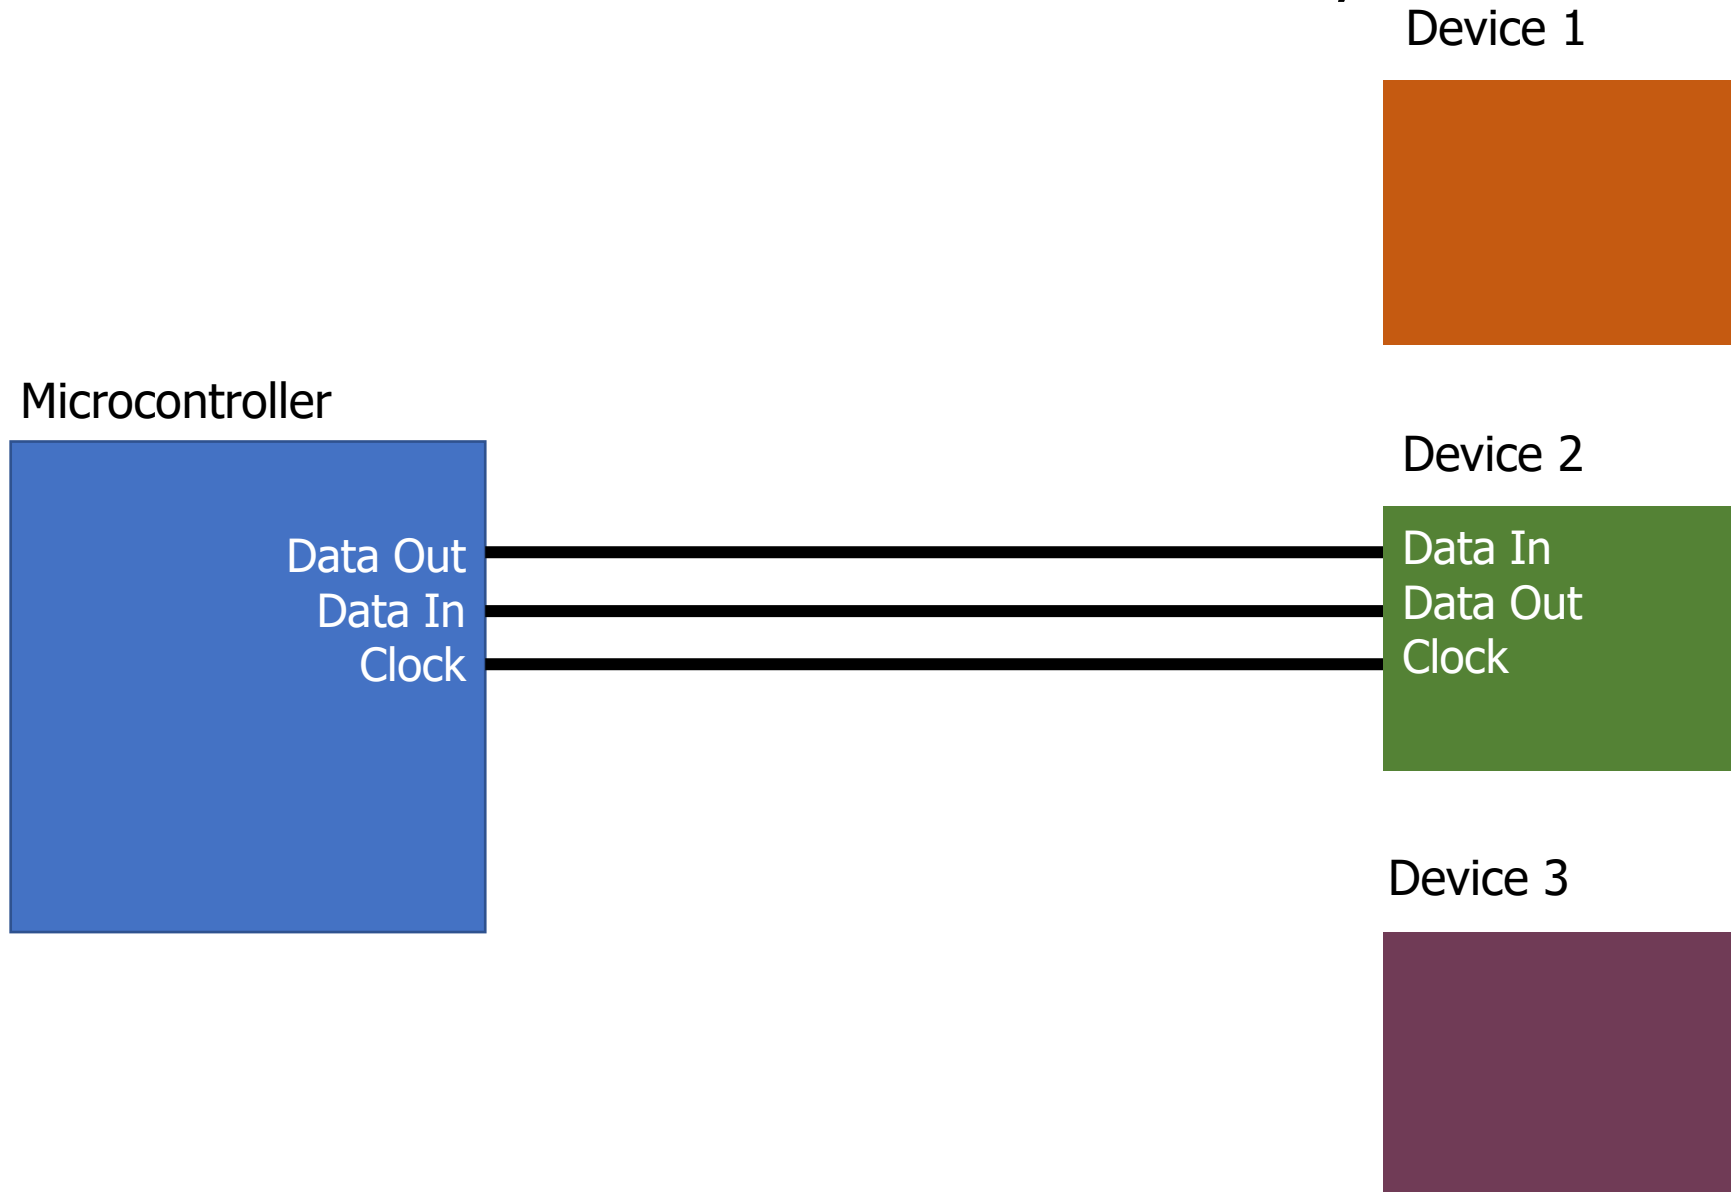 Device 1
Microcontroller
Device 2
Data Out
Data In
Clock
Data In
Data Out
Clock
Device 3